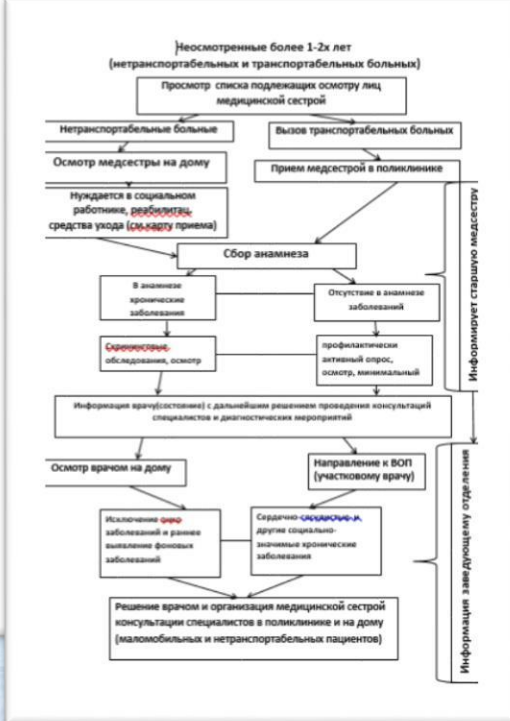 Неосмотренные более 1-2х лет
(нетранспортабельных и транспортабельных больных)
Просмотр списка подлежащих осмотру лиц
медицинской сестрой
Нетранспортабельные больные
Вызов транспортабельных больных
Осмотр медсестры на дому
Прием медсестрой в поликлинике
Нуждается в социальном
работнике, реабилитац.
средства ухода (см.карту приема)
Сбор анамнеза
В анамнезе
хронические
заболевания
Отсутствие в анамнезе
заболеваний
Скрининговые
обследования, осмотр
профилактически
активный опрос,
осмотр, минимальный
Информация врачу(состояние) с дальнейшим решением проведения консультаций
специалистов и диагностических мероприятий
Осмотр врачом на дому
Направление к ВОП
(участковому врачу)
Исключение онко
заболеваний и раннее
выявление фоновых
заболеваний
Сердечно-сосудистые и
другие социально-
значимые хронические
заболевания
Решение врачом и организация медицинской сестрой
консультации специалистов в поликлинике и на дому
(маломобильных и нетранспортабельных пациентов)
Информирует старшую медсестру
Информация заведующему отделения